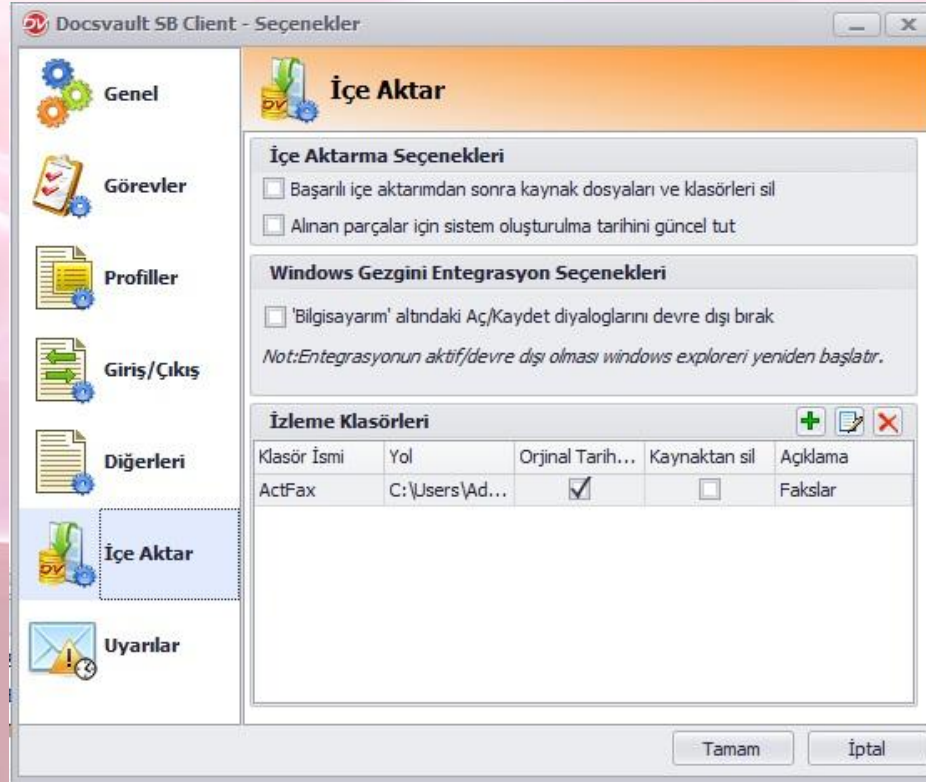 Docsvault SB Client - Seçenekler
Genel
Görevler
Profiller
Giriş/Çıkış
Diğerleri
İçe Aktar
Uyarılar
İçe Aktar
İçe Aktarma Seçenekleri
Başarılı içe aktarımdan sonra kaynak dosyaları ve klasörleri sil
Alınan parçalar için sistem oluşturulma tarihini güncel tut
Windows Gezgini Entegrasyon Seçenekleri
'Bilgisayarım' altındaki Aç/Kaydet diyaloglarını devre dışı bırak
Not:Entegrasyonun aktif/devre dışı olması windows exploreri yeniden başlatır.
İzleme Klasörleri
Klasör İsmi Yol Orjinal Tarih... Kaynaktan sil Açıklama
ActFax C:\Users\Ad... Fakslar
Tamam İptal